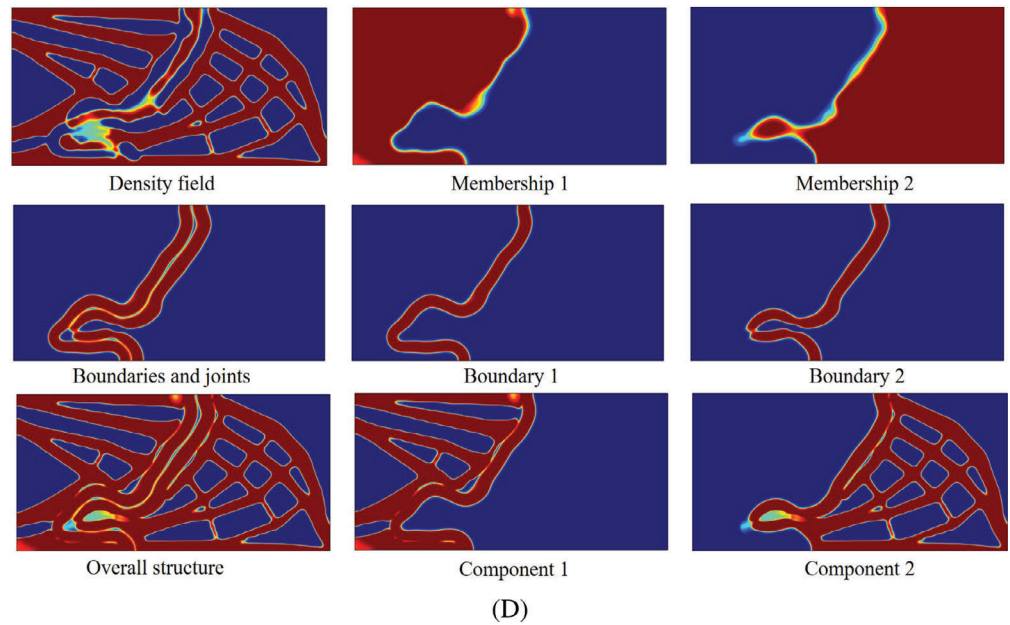 Density field
Membership 1
Membership 2
Boundaries and joints
Boundary 1
Boundary 2
Overall structure
Component 1
Component 2
(D)